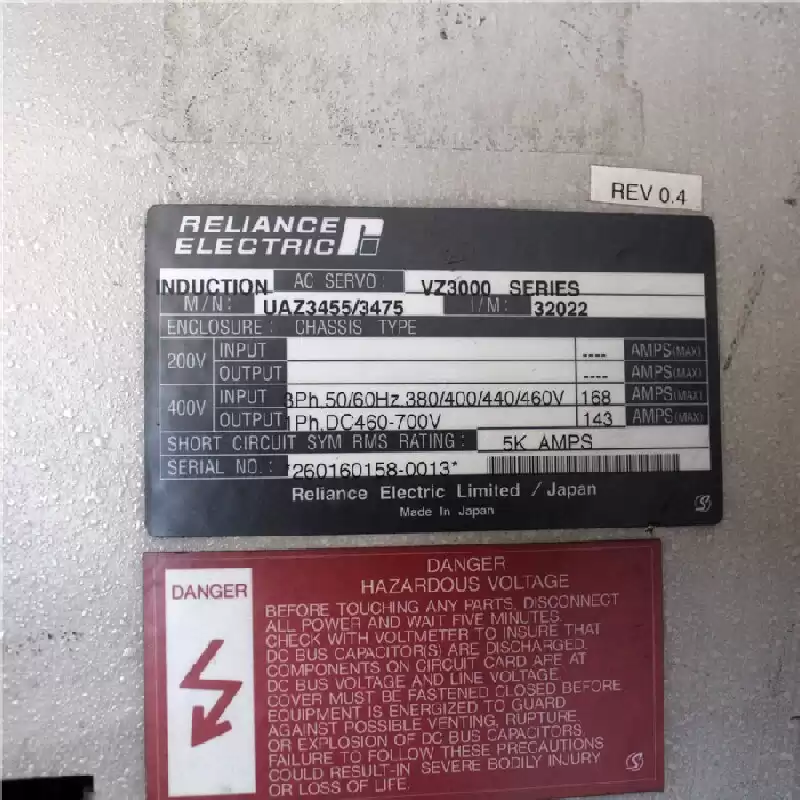 REV 0.4
RELIANCE
ELECTRIC
INDUCTION AC SERVO: VZ3000 SERIES
M/N: UAZ3455/3475 I/M: 32022
ENCLOSURE: CHASSIS TYPE
200V INPUT ---- AMPS(MAX)
OUTPUT ---- AMPS(MAX)
400V INPUT 3Ph.50/60Hz.380/400/440/460V 168 AMPS(MAX)
OUTPUT 1Ph.DC460-700V 143 AMPS(MAX)
SHORT CIRCUIT SYM RMS RATING: 5K AMPS
SERIAL NO.: *260160158-0013*
Reliance Electric Limited / Japan
Made In Japan
DANGER
DANGER
HAZARDOUS VOLTAGE
BEFORE TOUCHING ANY PARTS, DISCONNECT
ALL POWER AND WAIT FIVE MINUTES.
CHECK WITH VOLTMETER TO INSURE THAT
DC BUS CAPACITOR(S) ARE DISCHARGED.
COMPONENTS ON CIRCUIT CARD ARE AT
DC BUS VOLTAGE AND LINE VOLTAGE.
COVER MUST BE FASTENED CLOSED BEFORE
EQUIPMENT IS ENERGIZED TO GUARD
AGAINST POSSIBLE VENTING, RUPTURE,
OR EXPLOSION OF DC BUS CAPACITORS.
FAILURE TO FOLLOW THESE PRECAUTIONS
COULD RESULT-IN SEVERE BODILY INJURY
OR LOSS OF LIFE.